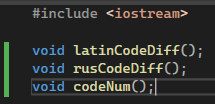 #include <iostream>
void latinCodeDiff();
void rusCodeDiff();
void codeNum();